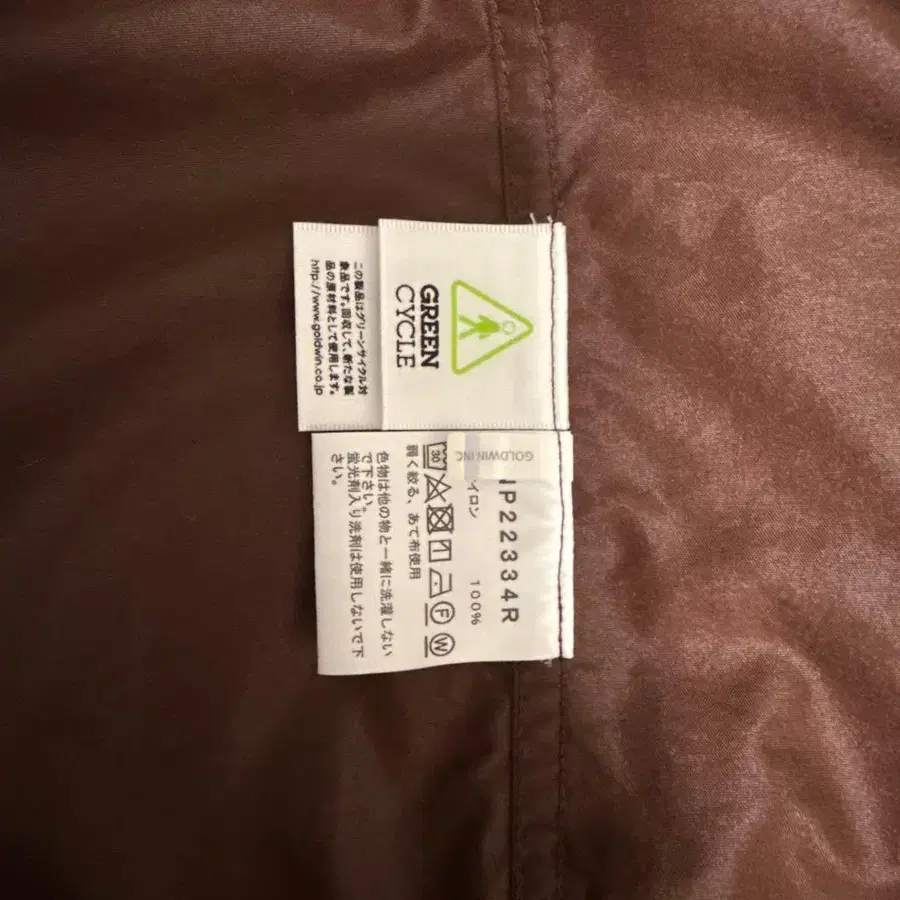 GREEN
CYCLE
この製品はグリーンサイクル対
象品です。回収して、新たな製
品の原材料として使用します。
http://www.goldwin.co.jp
GOLDWIN INC
NP22334R
イロン 100%
30
F
W
弱く絞る、あて布使用
色物は他の物と一緒に洗濯しない
で下さい。
蛍光剤入り洗剤は使用しないで下
さい。